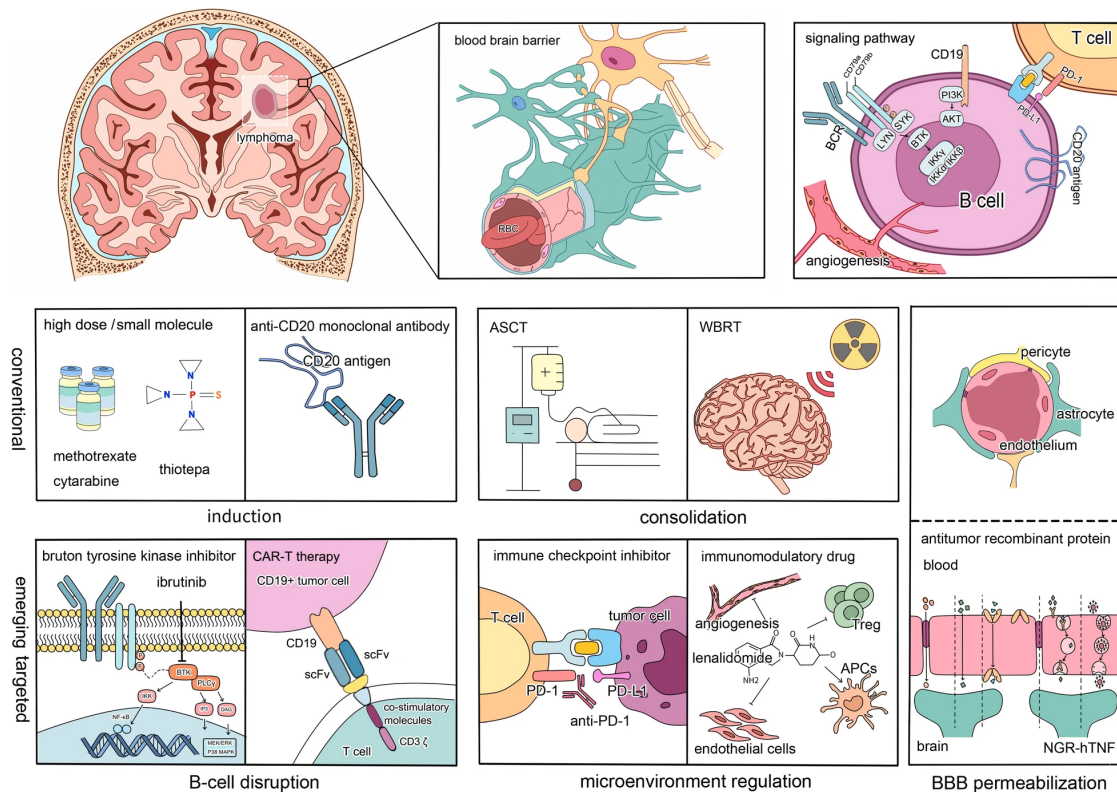 lymphoma
blood brain barrier
RBC
signaling pathway
T cell
CD19
CD79a
CD79b
PD-1
PD-L1
PI3K
AKT
BCR
P
P
SYK
LYN
BTK
IKKγ
IKKα
IKKβ
CD20 antigen
B cell
angiogenesis
conventional
high dose /small molecule
N
N
P
S
N
methotrexate
cytarabine
thiotepa
anti-CD20 monoclonal antibody
CD20 antigen
induction
ASCT
WBRT
consolidation
pericyte
astrocyte
endothelium
emerging targeted
bruton tyrosine kinase inhibitor
ibrutinib
P
P
BTK
PLCγ
IKK
IP3
DAG
NF-κB
MEK/ERK
P38 MAPK
CAR-T therapy
CD19+ tumor cell
CD19
scFv
scFv
co-stimulatory
molecules
CD3 ζ
T cell
B-cell disruption
immune checkpoint inhibitor
T cell
tumor cell
PD-1
PD-L1
anti-PD-1
immunomodulatory drug
angiogenesis
Treg
lenalidomide
O
O
H
N
N
O
NH2
APCs
endothelial cells
microenvironment regulation
antitumor recombinant protein
blood
brain
NGR-hTNF
BBB permeabilization